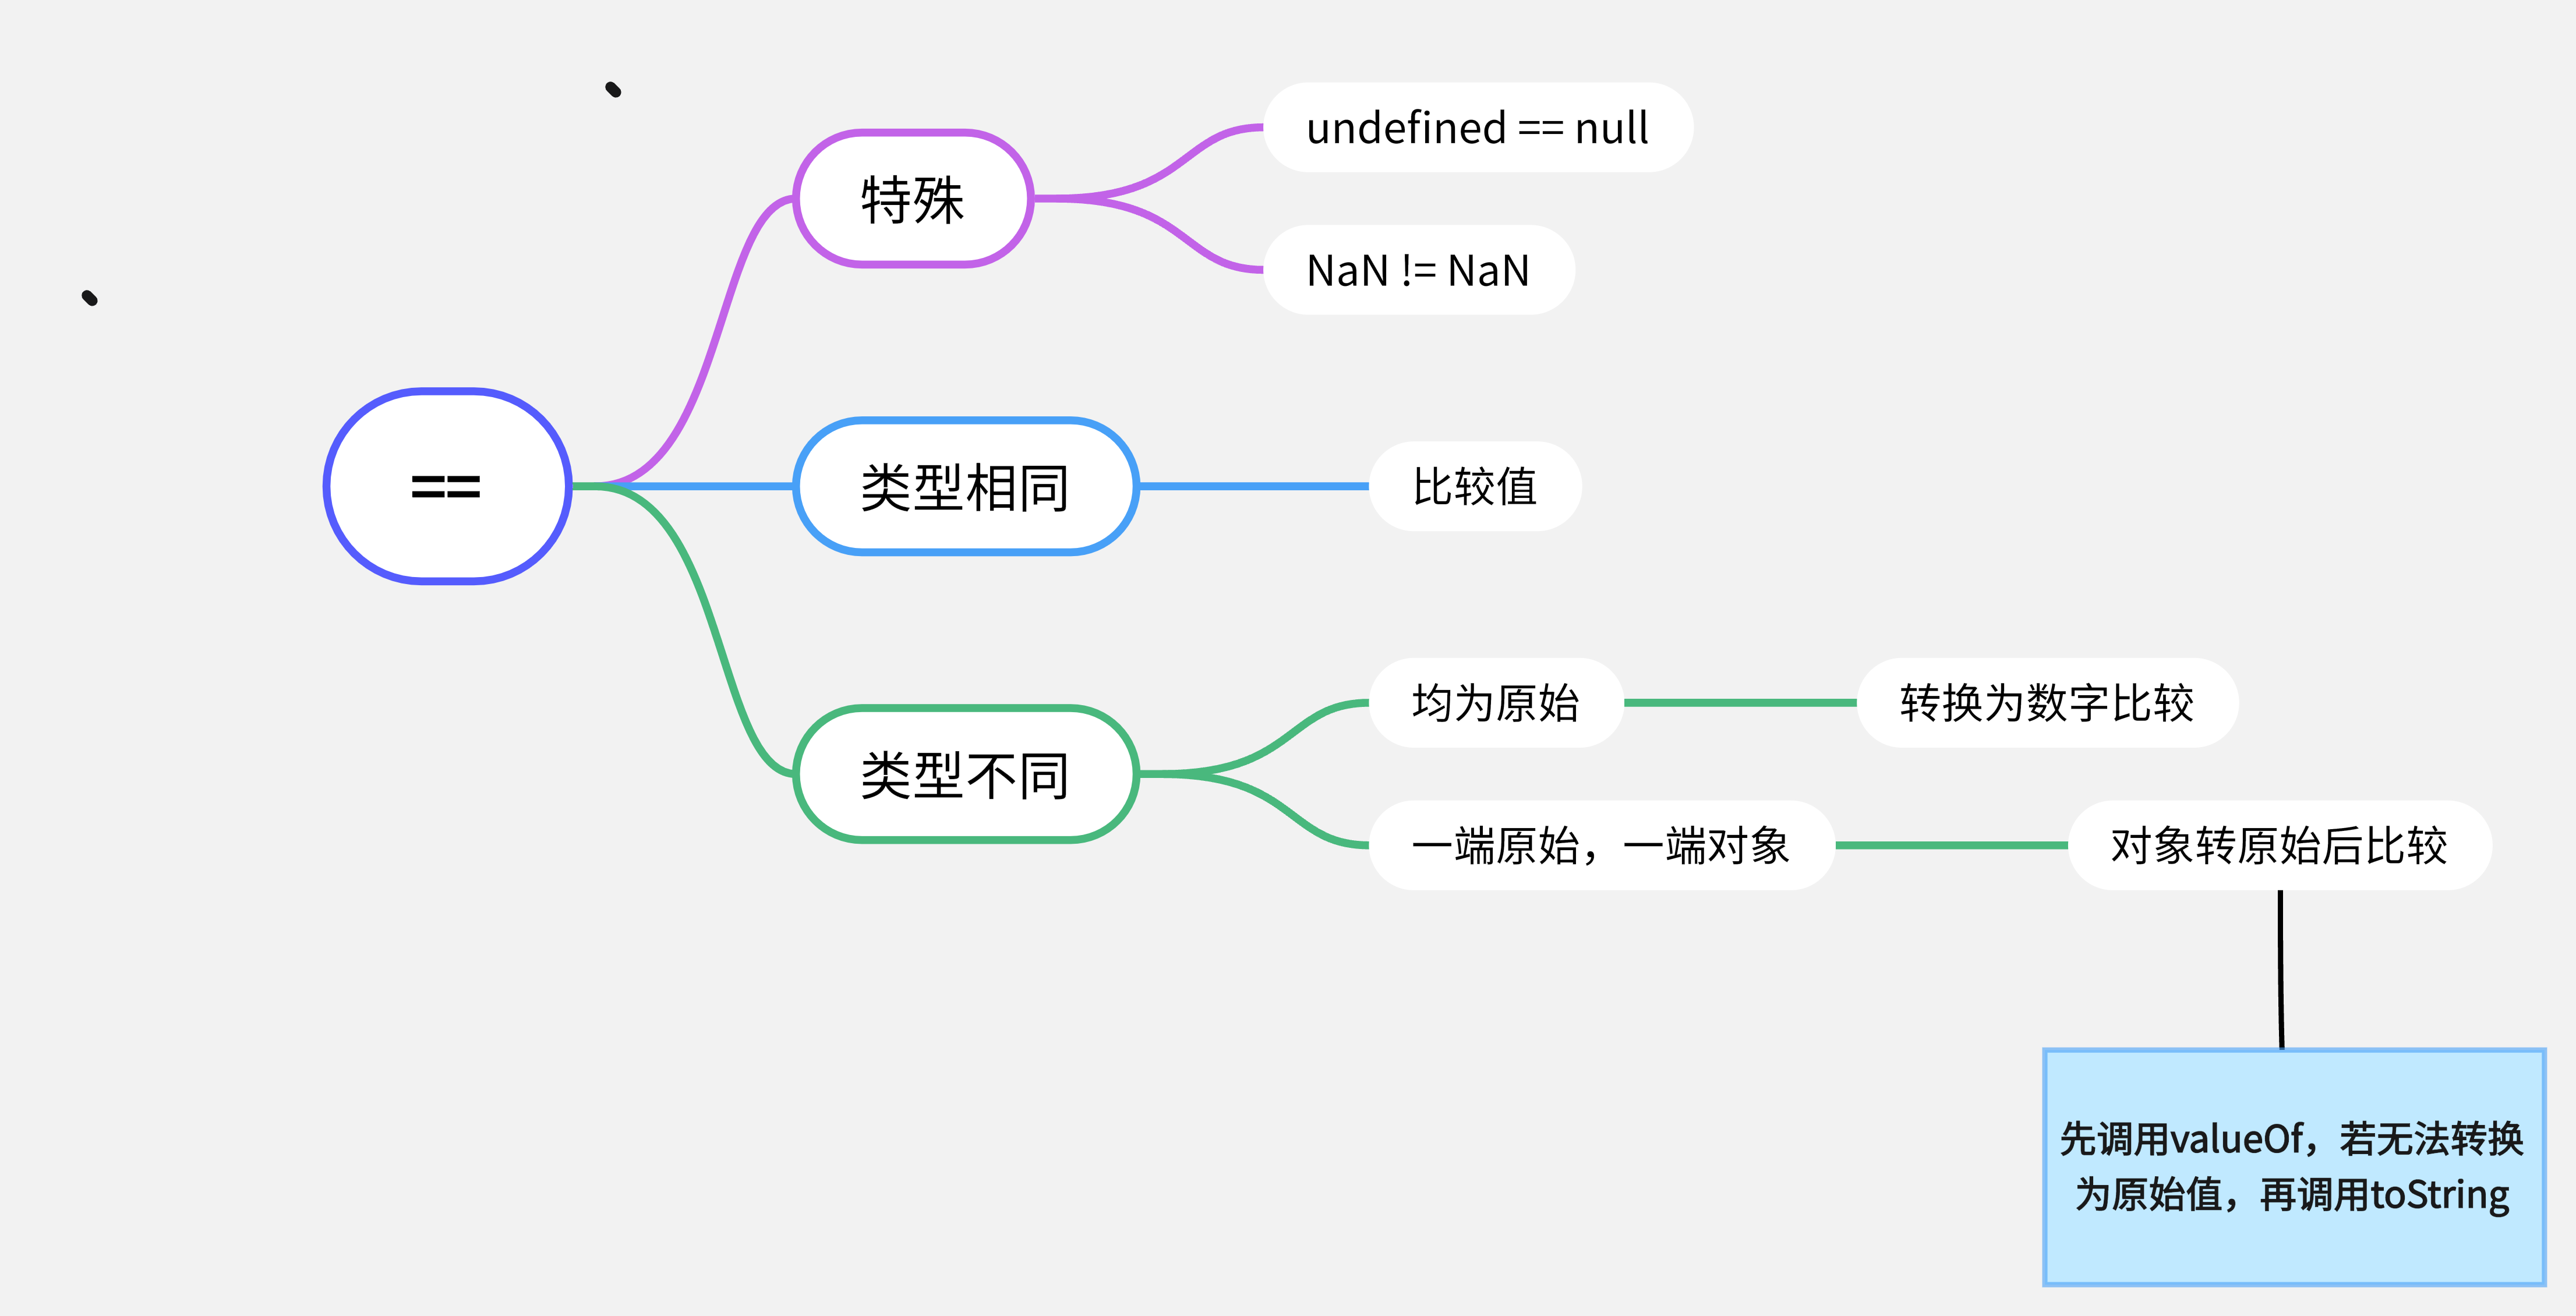 ==
特殊
undefined == null
NaN != NaN
类型相同
比较值
类型不同
均为原始
转换为数字比较
一端原始，一端对象
对象转原始后比较
先调用valueOf，若无法转换
为原始值，再调用toString